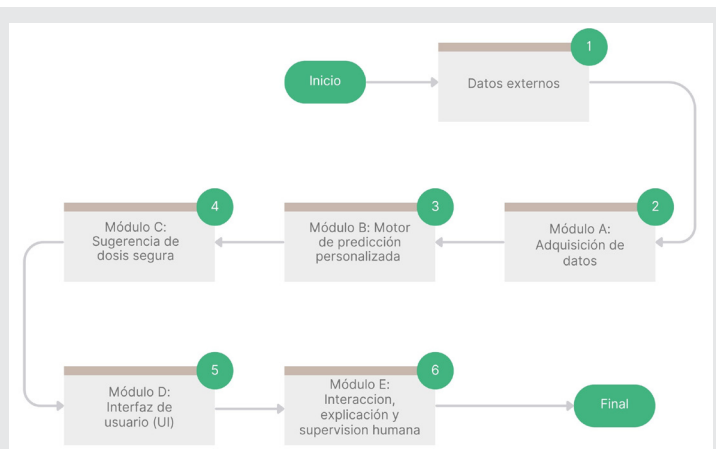 Inicio
1
Datos externos
2
Módulo A:
Adquisición de
datos
3
Módulo B: Motor
de predicción
personalizada
4
Módulo C:
Sugerencia de
dosis segura
5
Módulo D:
Interfaz de
usuario (UI)
6
Módulo E:
Interaccion,
explicación y
supervision humana
Final